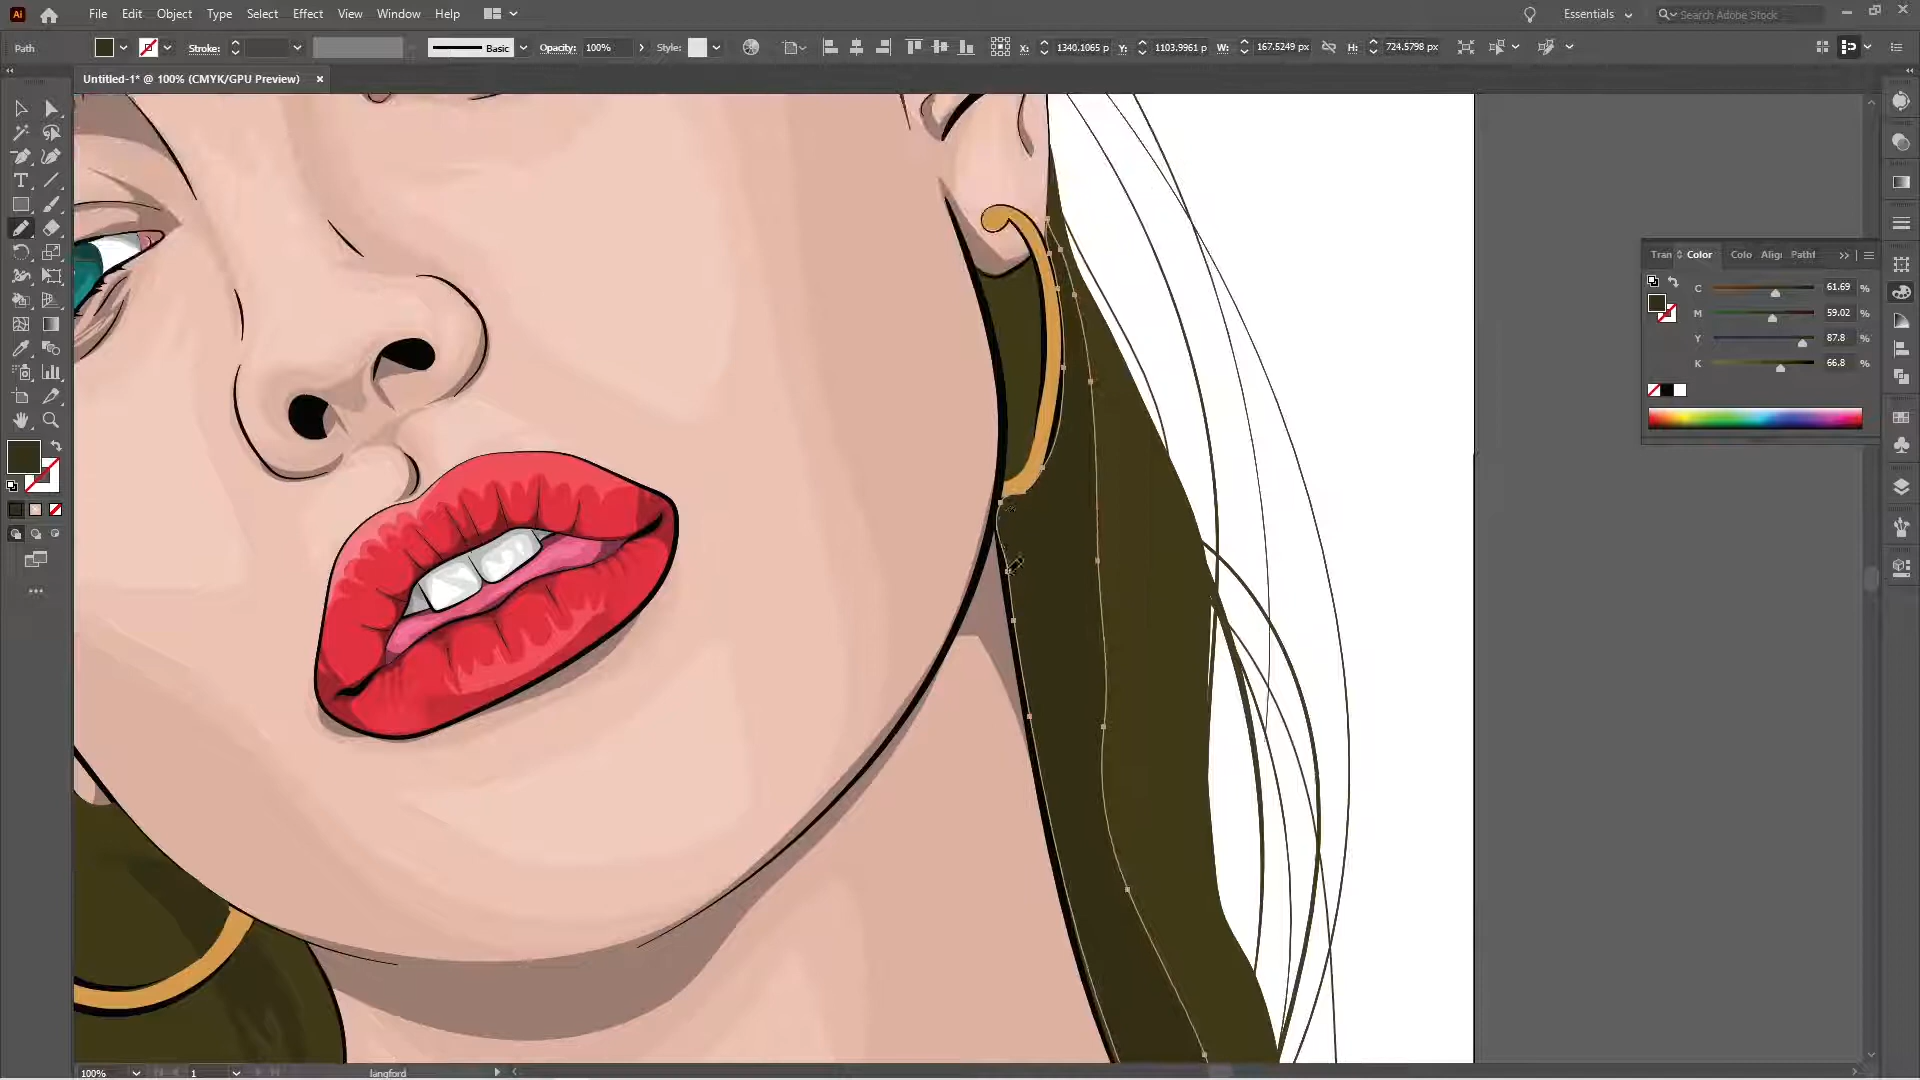 Ai File Edit Object Type Select Effect View Window Help Essentials Search Adobe Stock
Path Stroke: Basic Opacity: 100% Style: X: 1340.1065 p Y: 1103.9961 p W: 167.5249 px H: 724.5798 px
Untitled-1* @ 100% (CMYK/GPU Preview) ×
Tran Color Colo Aligi Pathf
C 61.69 %
M 59.02 %
Y 87.8 %
K 66.8 %
100% 1 langford